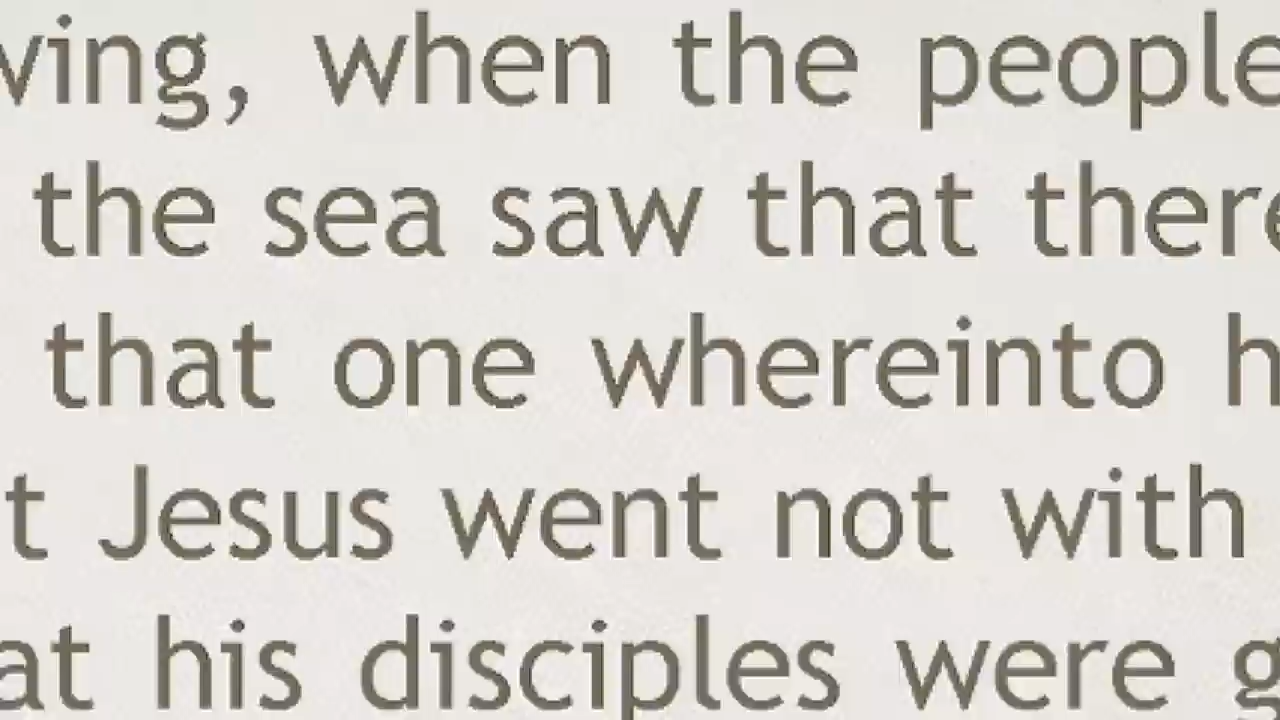 ving, when the people
the sea saw that there
that one whereinto h
t Jesus went not with
at his disciples were g